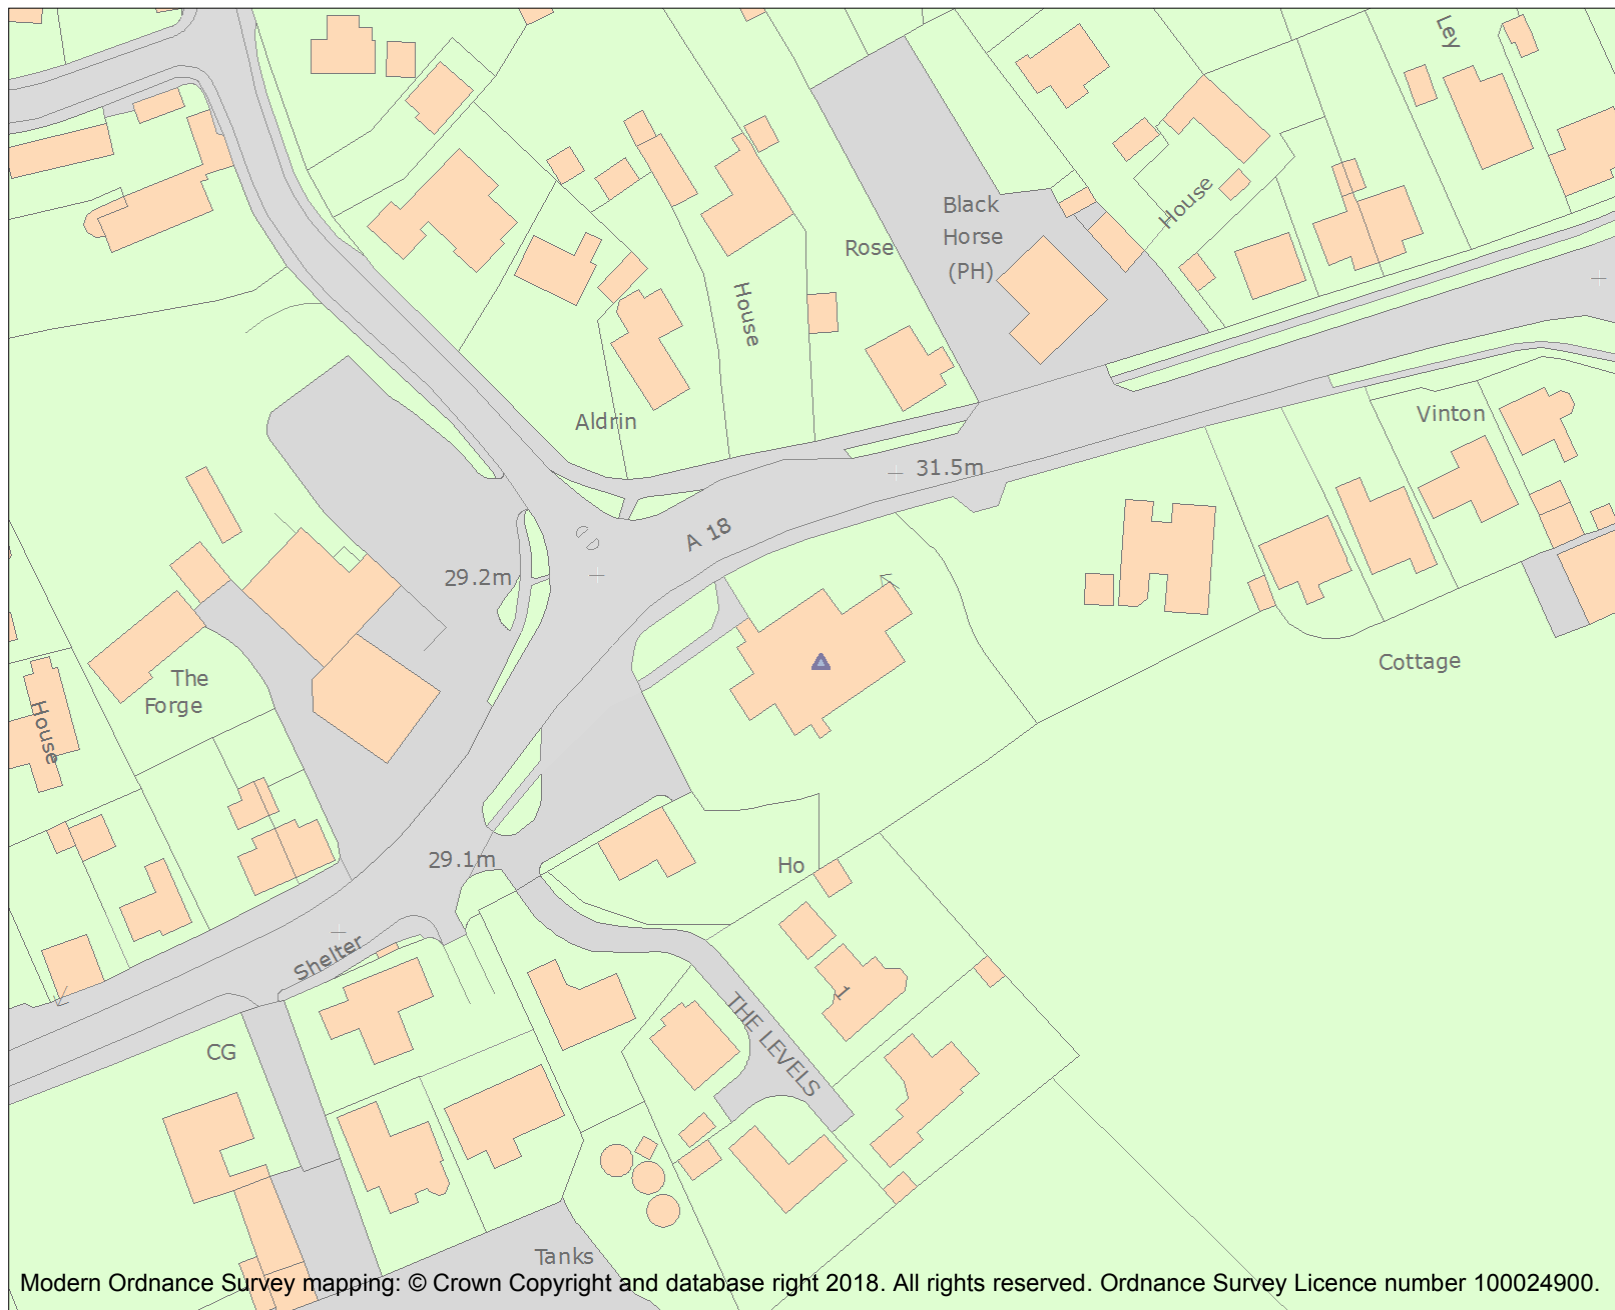 Ley
Black
Horse
(PH)
House
Rose
House
Aldrin
Vinton
31.5m
A 18
29.2m
The
Forge
House
Cottage
29.1m
Ho
Shelter
1
THE LEVELS
CG
Tanks
Modern Ordnance Survey mapping: © Crown Copyright and database right 2018. All rights reserved. Ordnance Survey Licence number 100024900.